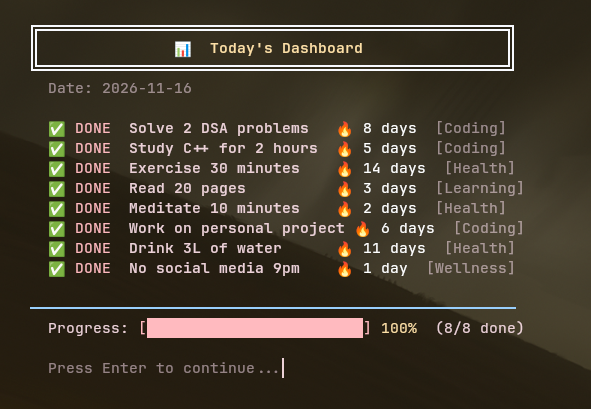 📊 Today's Dashboard
Date: 2026-11-16
✅ DONE Solve 2 DSA problems 🔥 8 days [Coding]
✅ DONE Study C++ for 2 hours 🔥 5 days [Coding]
✅ DONE Exercise 30 minutes 🔥 14 days [Health]
✅ DONE Read 20 pages 🔥 3 days [Learning]
✅ DONE Meditate 10 minutes 🔥 2 days [Health]
✅ DONE Work on personal project 🔥 6 days [Coding]
✅ DONE Drink 3L of water 🔥 11 days [Health]
✅ DONE No social media 9pm 🔥 1 day [Wellness]
Progress: [] 100% (8/8 done)
Press Enter to continue...